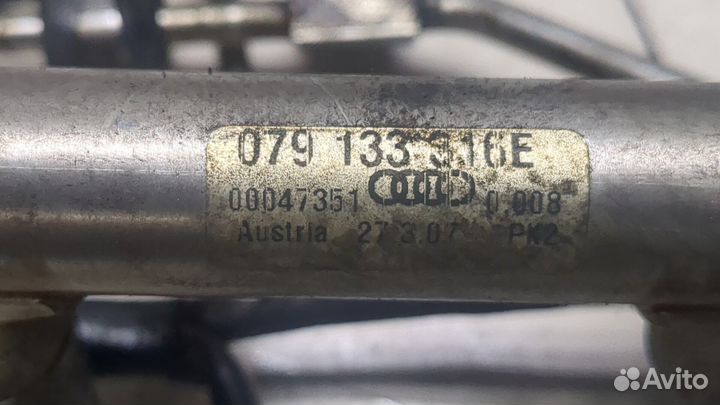 079 133 316E
00047351 0.008
Austria 27.3.07 PK2
Avito